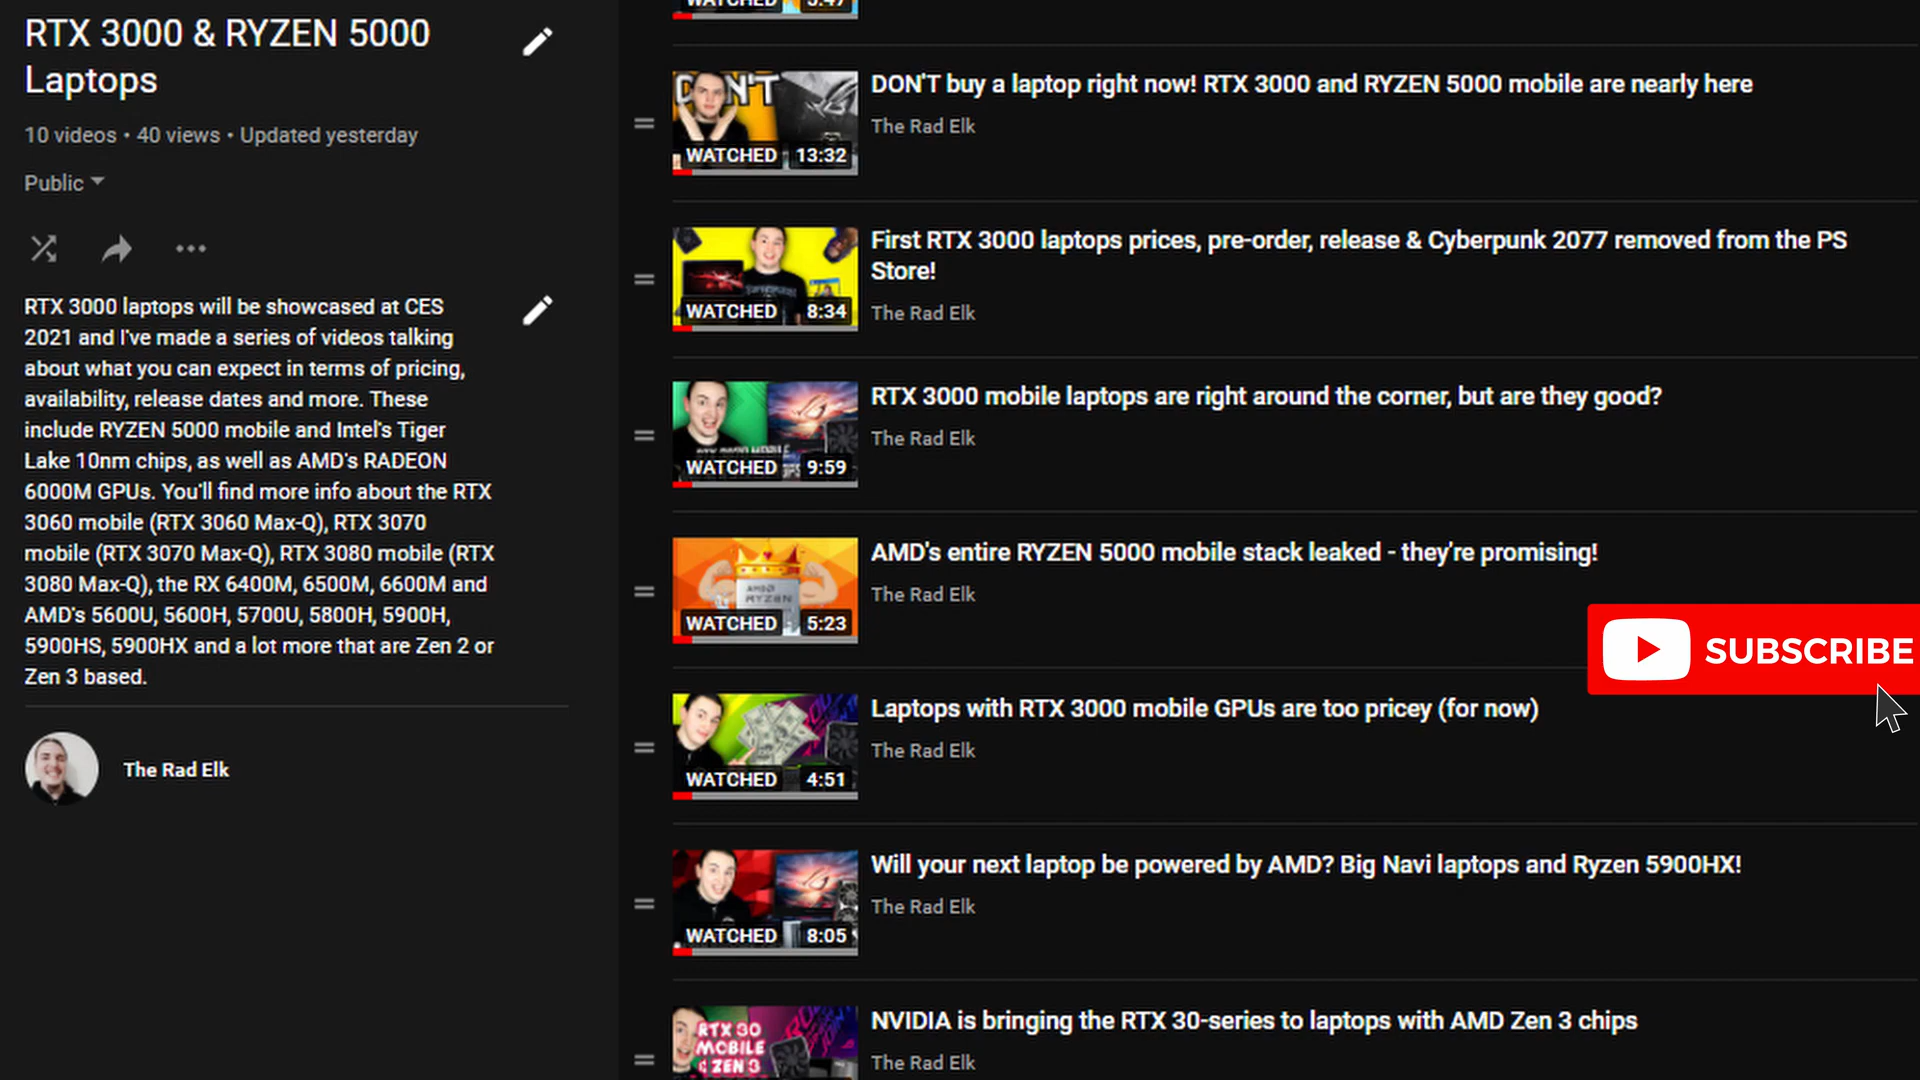 RTX 3000 & RYZEN 5000
Laptops
10 videos • 40 views • Updated yesterday
Public
RTX 3000 laptops will be showcased at CES
2021 and I've made a series of videos talking
about what you can expect in terms of pricing,
availability, release dates and more. These
include RYZEN 5000 mobile and Intel's Tiger
Lake 10nm chips, as well as AMD's RADEON
6000M GPUs. You'll find more info about the RTX
3060 mobile (RTX 3060 Max-Q), RTX 3070
mobile (RTX 3070 Max-Q), RTX 3080 mobile (RTX
3080 Max-Q), the RX 6400M, 6500M, 6600M and
AMD's 5600U, 5600H, 5700U, 5800H, 5900H,
5900HS, 5900HX and a lot more that are Zen 2 or
Zen 3 based.
The Rad Elk
WATCHED 5:47
DON'T
WATCHED 13:32
DON'T buy a laptop right now! RTX 3000 and RYZEN 5000 mobile are nearly here
The Rad Elk
WATCHED 8:34
First RTX 3000 laptops prices, pre-order, release & Cyberpunk 2077 removed from the PS
Store!
The Rad Elk
WATCHED 9:59
RTX 3000 mobile laptops are right around the corner, but are they good?
The Rad Elk
AMD
RYZEN
WATCHED 5:23
AMD's entire RYZEN 5000 mobile stack leaked - they're promising!
The Rad Elk
SUBSCRIBE
WATCHED 4:51
Laptops with RTX 3000 mobile GPUs are too pricey (for now)
The Rad Elk
WATCHED 8:05
Will your next laptop be powered by AMD? Big Navi laptops and Ryzen 5900HX!
The Rad Elk
RTX 30
MOBILE
& ZEN 3
NVIDIA is bringing the RTX 30-series to laptops with AMD Zen 3 chips
The Rad Elk